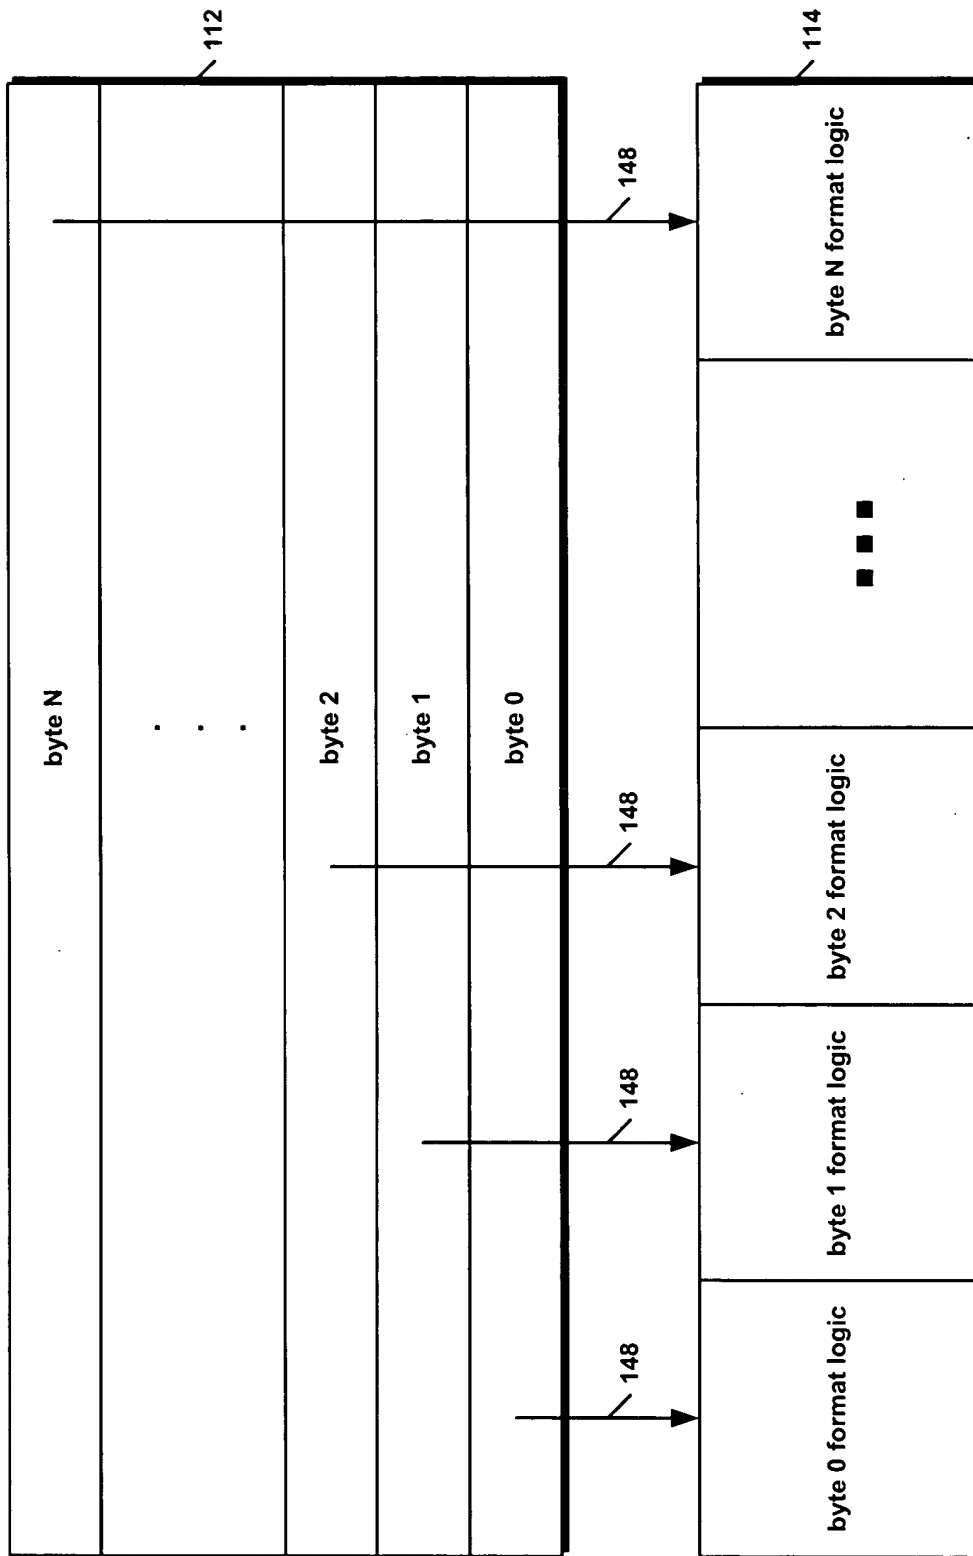 112
byte N
. . .
byte 2
byte 1
byte 0
148
148
148
148
114
byte 0 format logic
byte 1 format logic
byte 2 format logic
byte N format logic